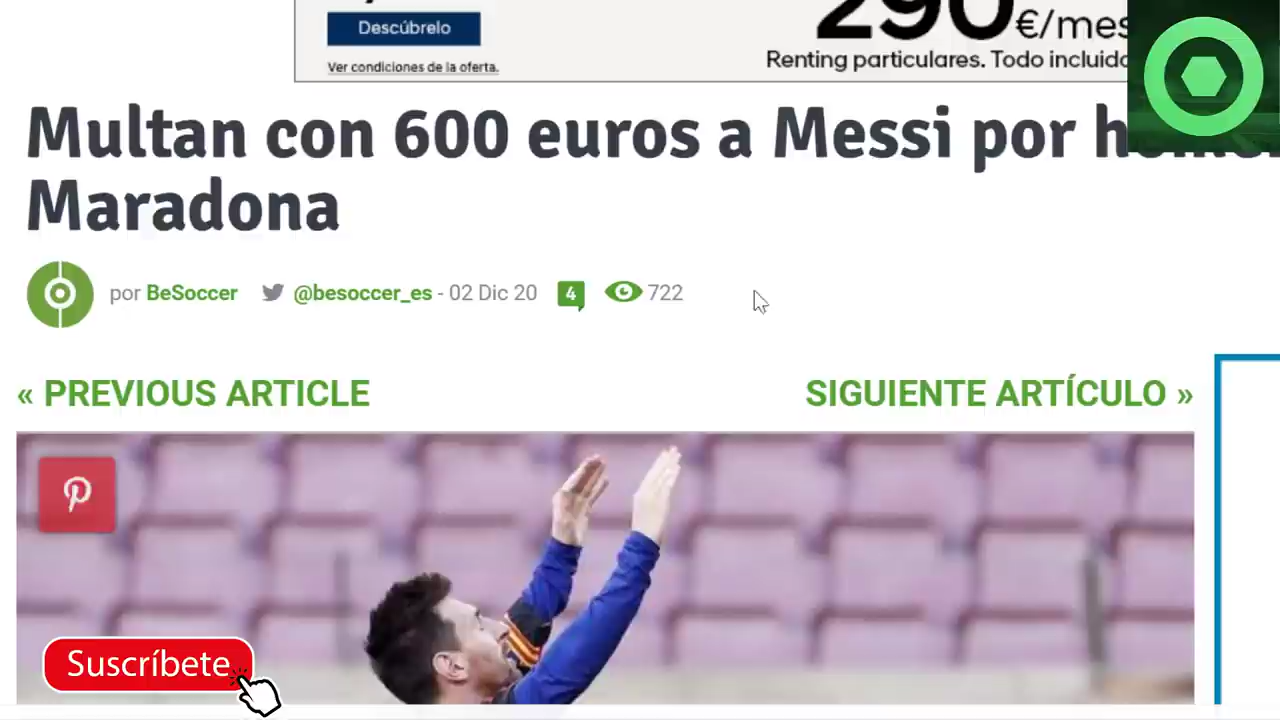 Descúbrelo
290 €/mes
Ver condiciones de la oferta.
Renting particulares. Todo incluido
Multan con 600 euros a Messi por
Maradona
por BeSoccer @besoccer_es - 02 Dic 20 4 722
« PREVIOUS ARTICLE SIGUIENTE ARTÍCULO »
Suscríbete